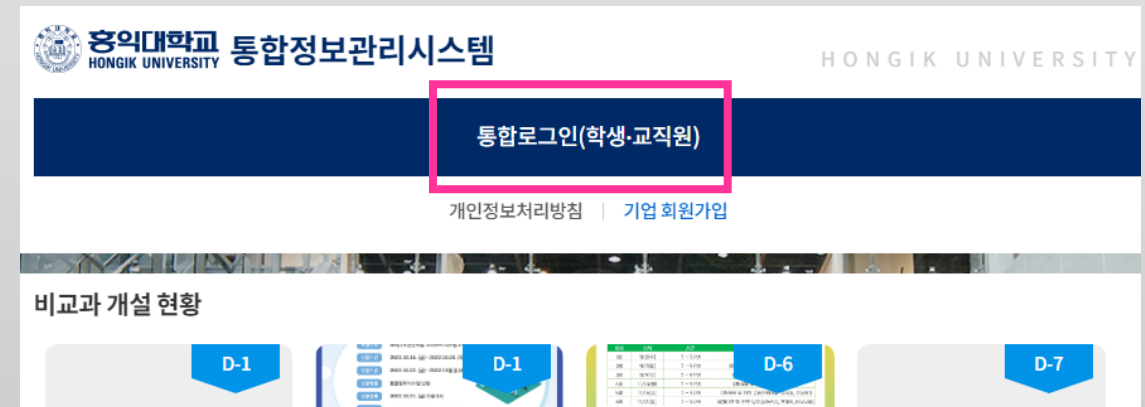 홍익대학교 통합정보관리시스템
HONGIK UNIVERSITY
HONGIK UNIVERSITY
통합로그인(학생·교직원)
개인정보처리방침 | 기업 회원가입
비교과 개설 현황
D-1
D-1
D-6
D-7